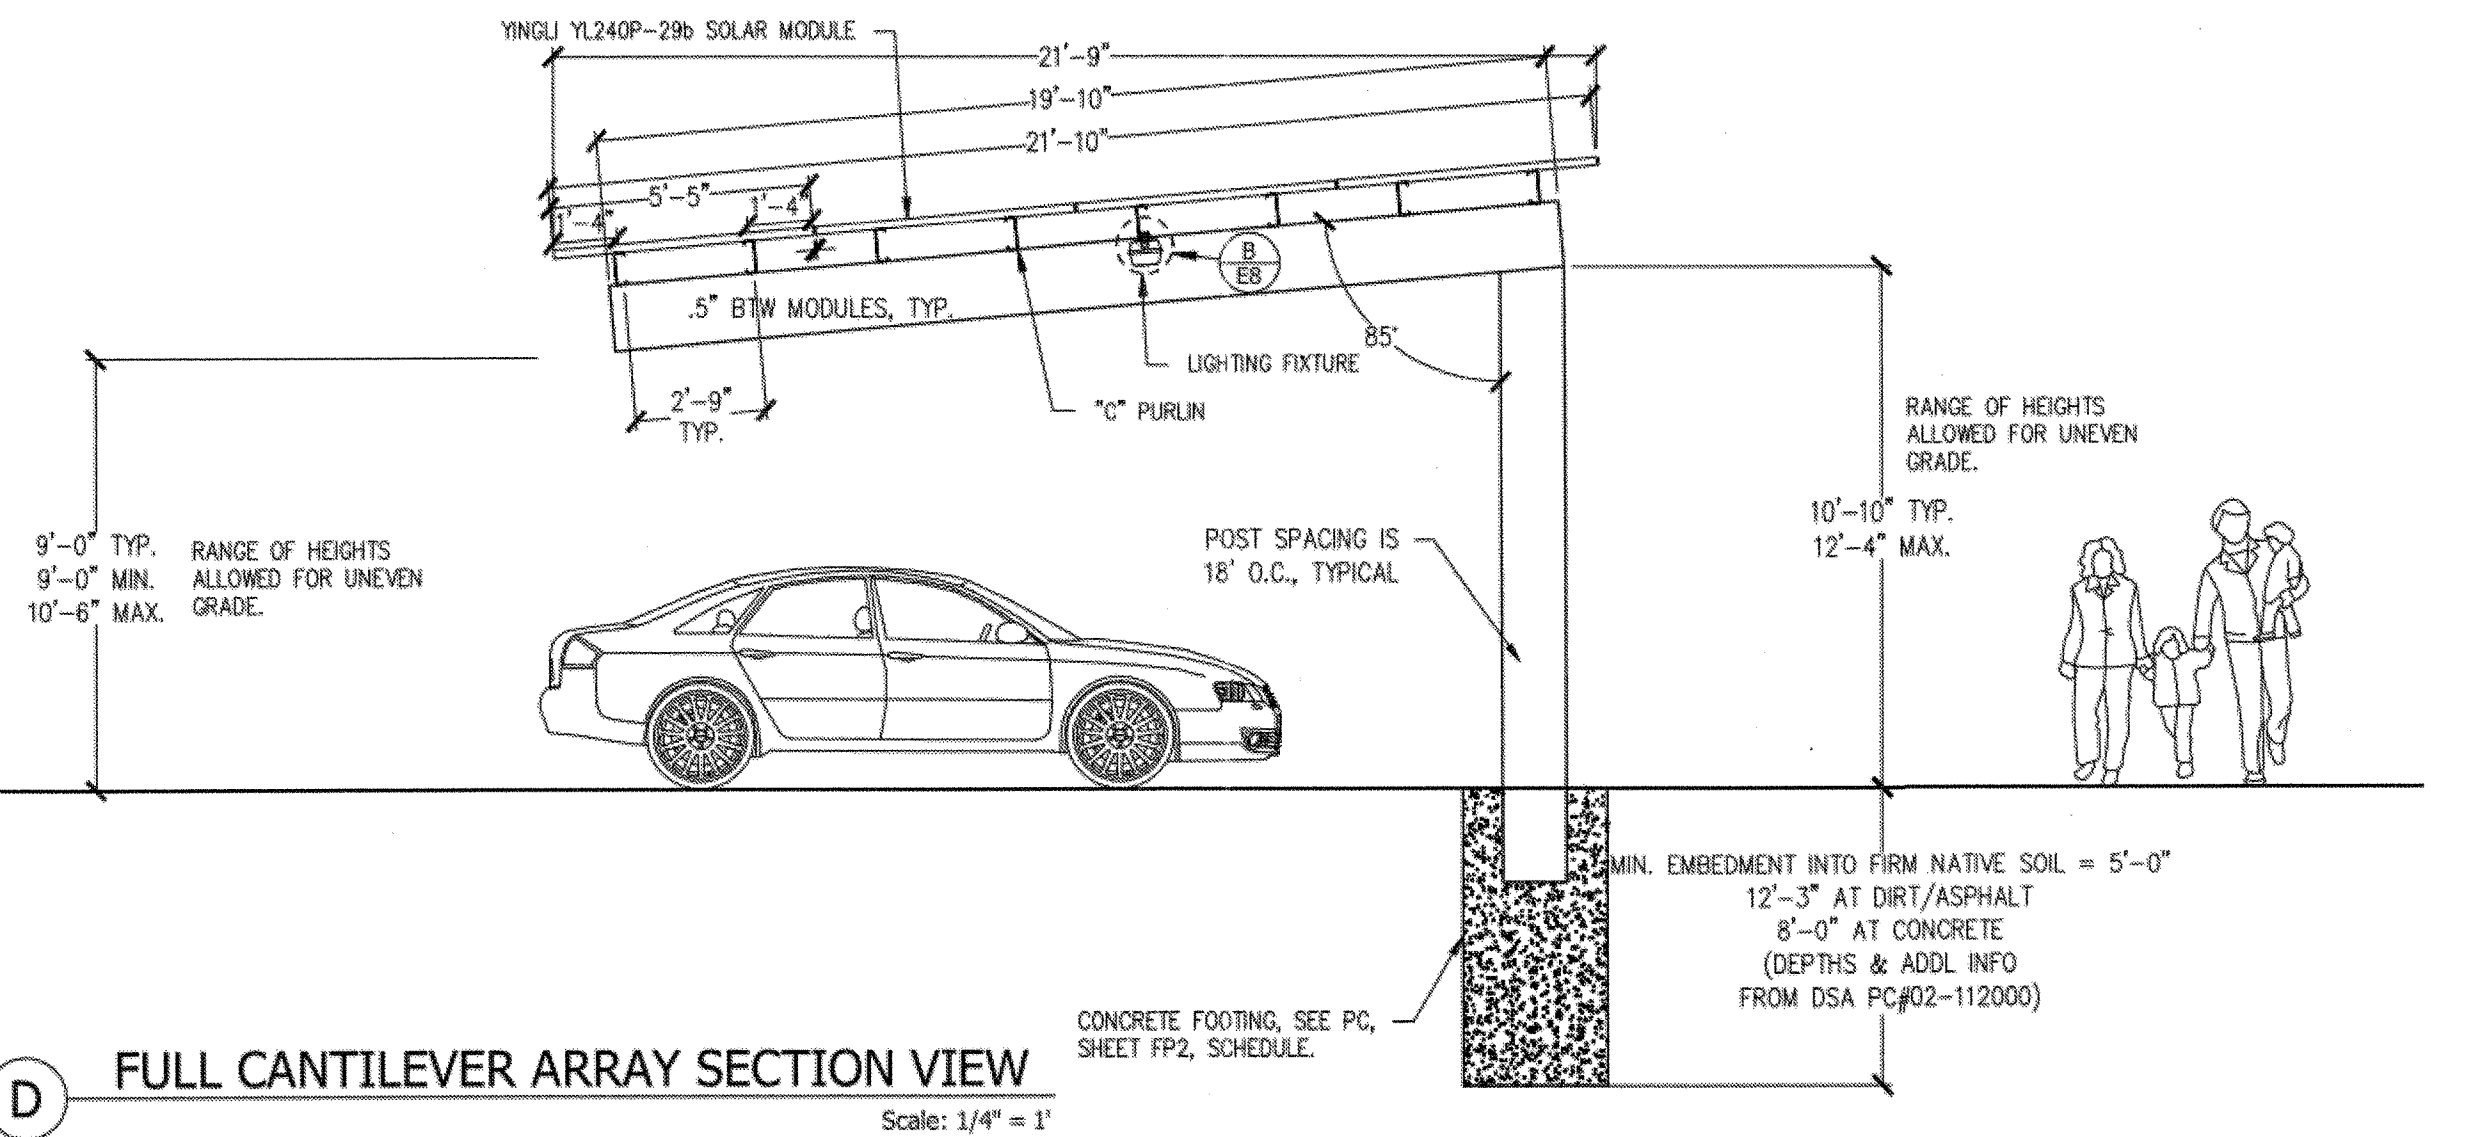 YINGLI YL240P-29b SOLAR MODULE
21'-9"
19'-10"
21'-10"
5'-5"
1'-4"
1'-4"
B
E8
.5" BTW MODULES, TYP.
85°
LIGHTING FIXTURE
2'-9"
TYP.
"C" PURLIN
RANGE OF HEIGHTS
ALLOWED FOR UNEVEN
GRADE.
10'-10" TYP.
12'-4" MAX.
9'-0" TYP.
9'-0" MIN.
10'-6" MAX.
RANGE OF HEIGHTS
ALLOWED FOR UNEVEN
GRADE.
POST SPACING IS
18' O.C., TYPICAL
MIN. EMBEDMENT INTO FIRM NATIVE SOIL = 5'-0"
12'-3" AT DIRT/ASPHALT
8'-0" AT CONCRETE
(DEPTHS & ADDL INFO
FROM DSA PC#02-112000)
CONCRETE FOOTING, SEE PC,
SHEET FP2, SCHEDULE.
D
FULL CANTILEVER ARRAY SECTION VIEW
Scale: 1/4" = 1'